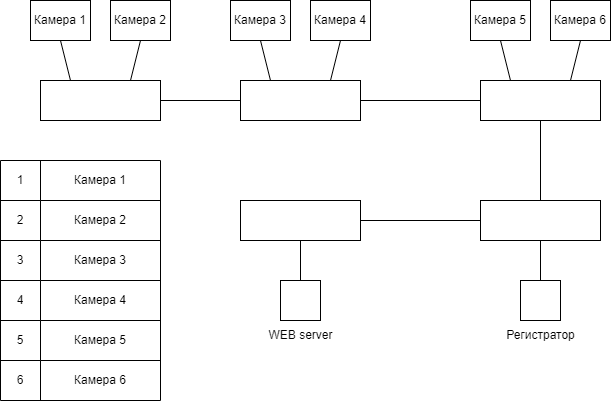 Камера 1
Камера 2
Камера 3
Камера 4
Камера 5
Камера 6
1 Камера 1
2 Камера 2
3 Камера 3
4 Камера 4
5 Камера 5
6 Камера 6
WEB server
Регистратор